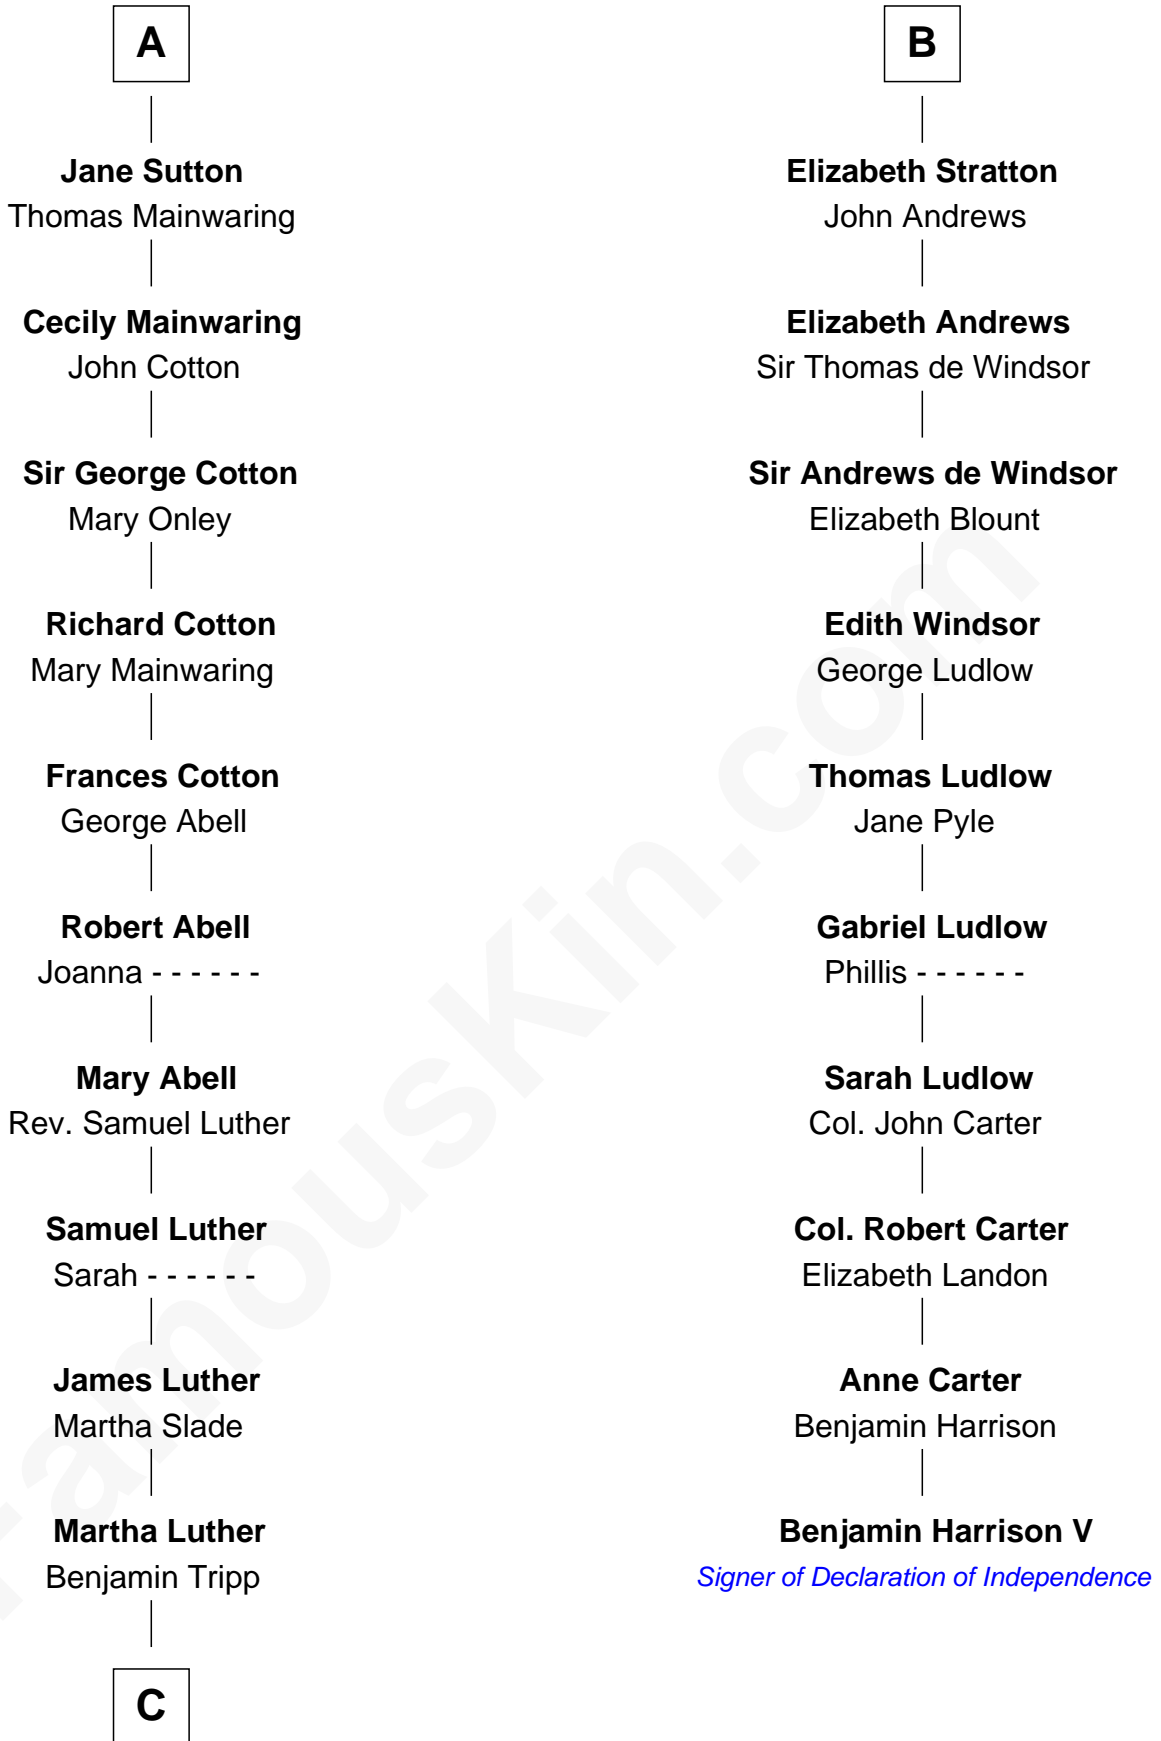 A
Jane Sutton
Thomas Mainwaring
Cecily Mainwaring
John Cotton
Sir George Cotton
Mary Onley
Richard Cotton
Mary Mainwaring
Frances Cotton
George Abell
Robert Abell
Joanna - - - - - -
Mary Abell
Rev. Samuel Luther
Samuel Luther
Sarah - - - - - -
James Luther
Martha Slade
Martha Luther
Benjamin Tripp
C
B
Elizabeth Stratton
John Andrews
Elizabeth Andrews
Sir Thomas de Windsor
Sir Andrews de Windsor
Elizabeth Blount
Edith Windsor
George Ludlow
Thomas Ludlow
Jane Pyle
Gabriel Ludlow
Phillis - - - - - -
Sarah Ludlow
Col. John Carter
Col. Robert Carter
Elizabeth Landon
Anne Carter
Benjamin Harrison
Benjamin Harrison V
Signer of Declaration of Independence
FamousKin.com